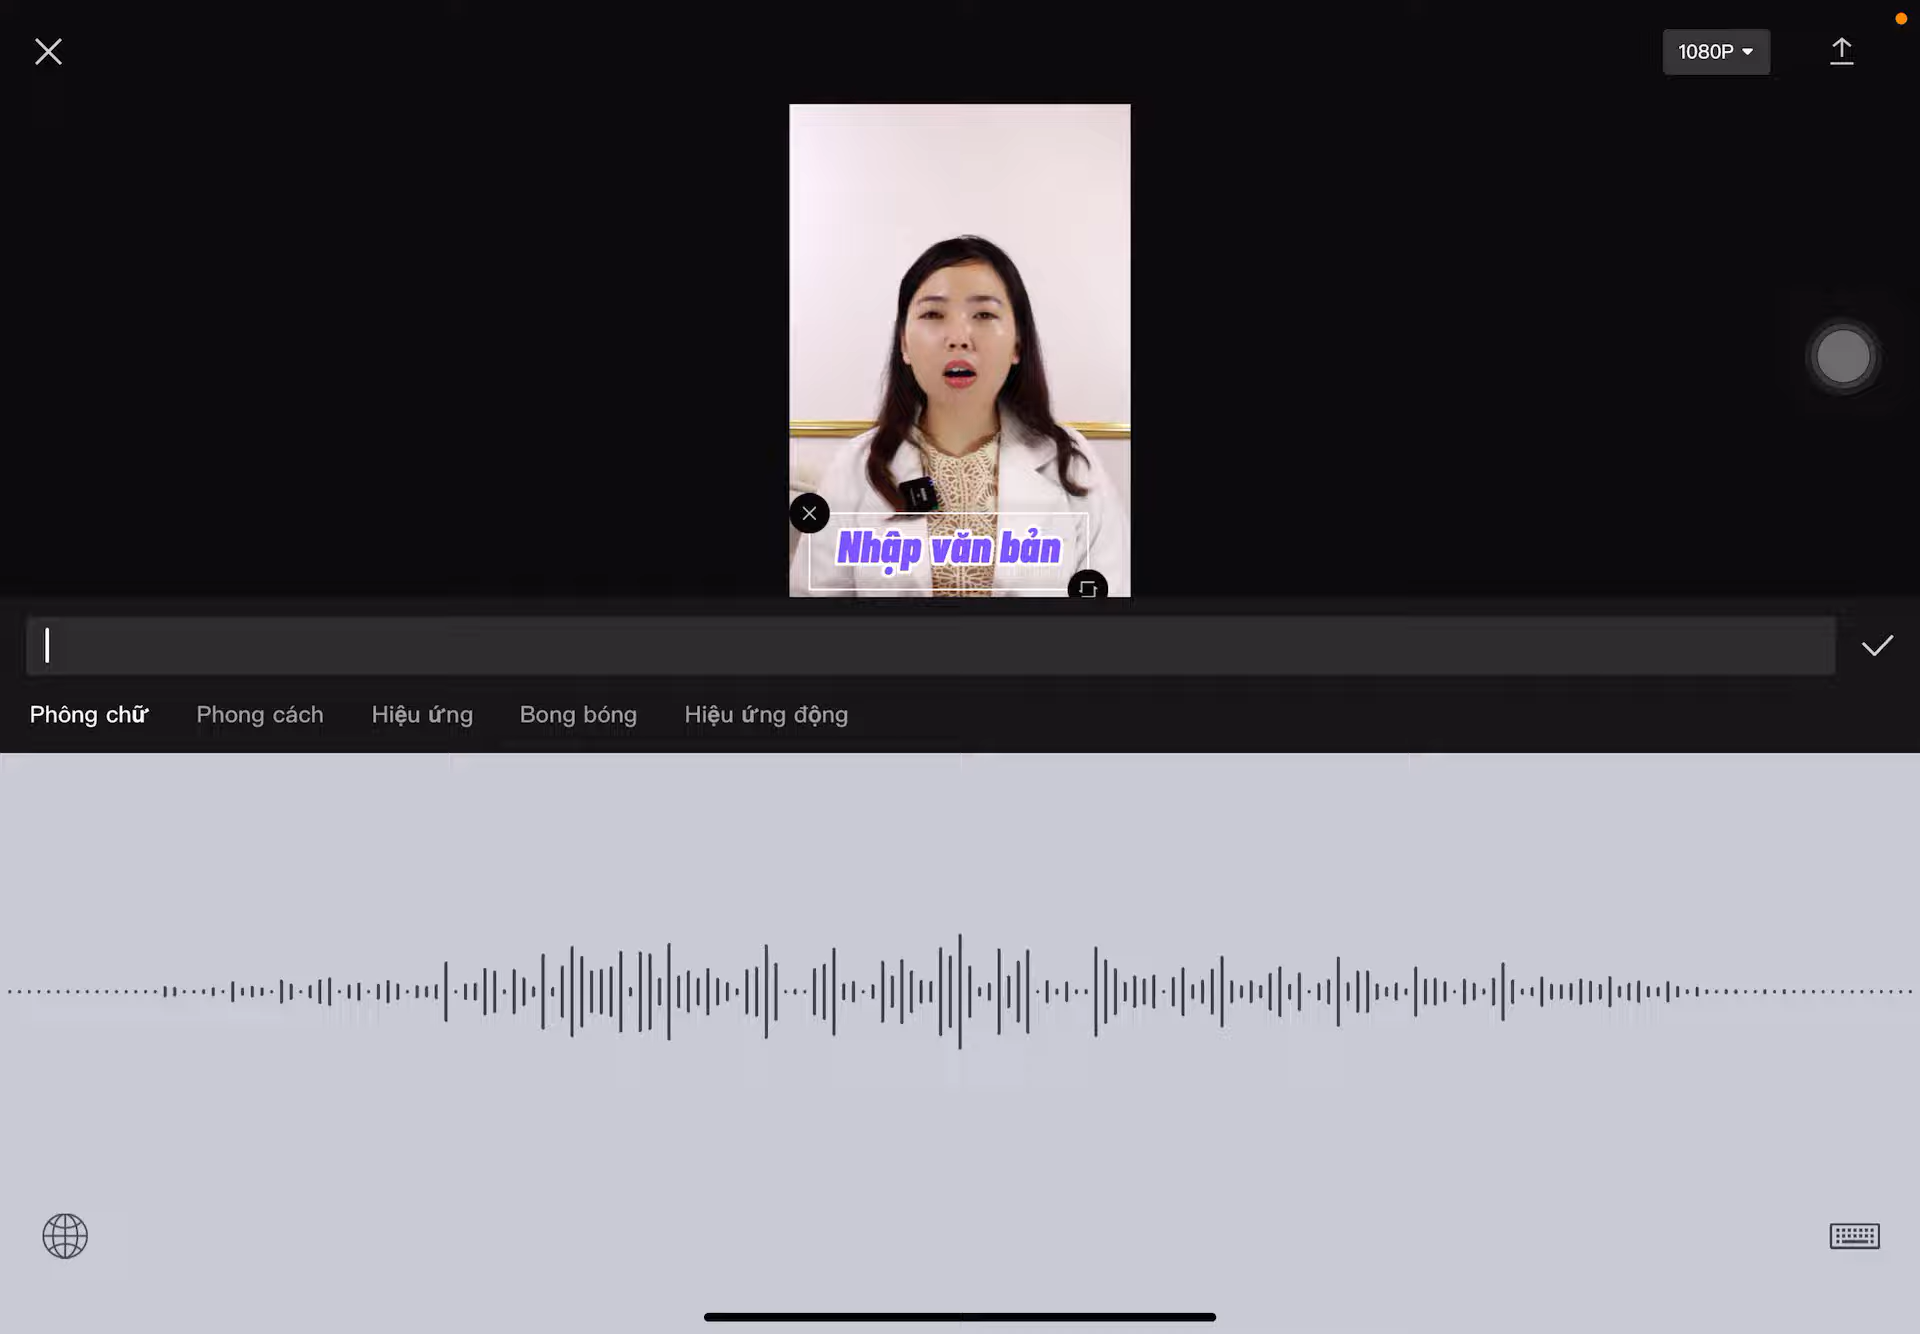 1080P
Nhập văn bản
Phông chữ
Phong cách
Hiệu ứng
Bong bóng
Hiệu ứng động